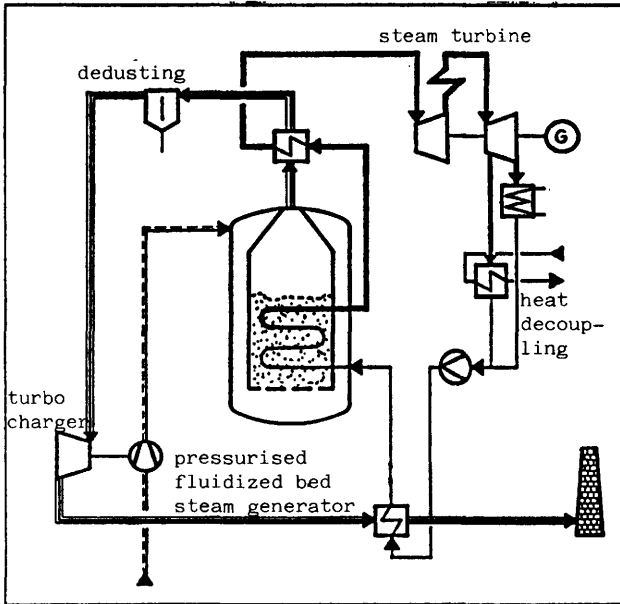 steam turbine
dedusting
G
heat
decoup-
ling
turbo
charger
pressurised
fluidized bed
steam generator